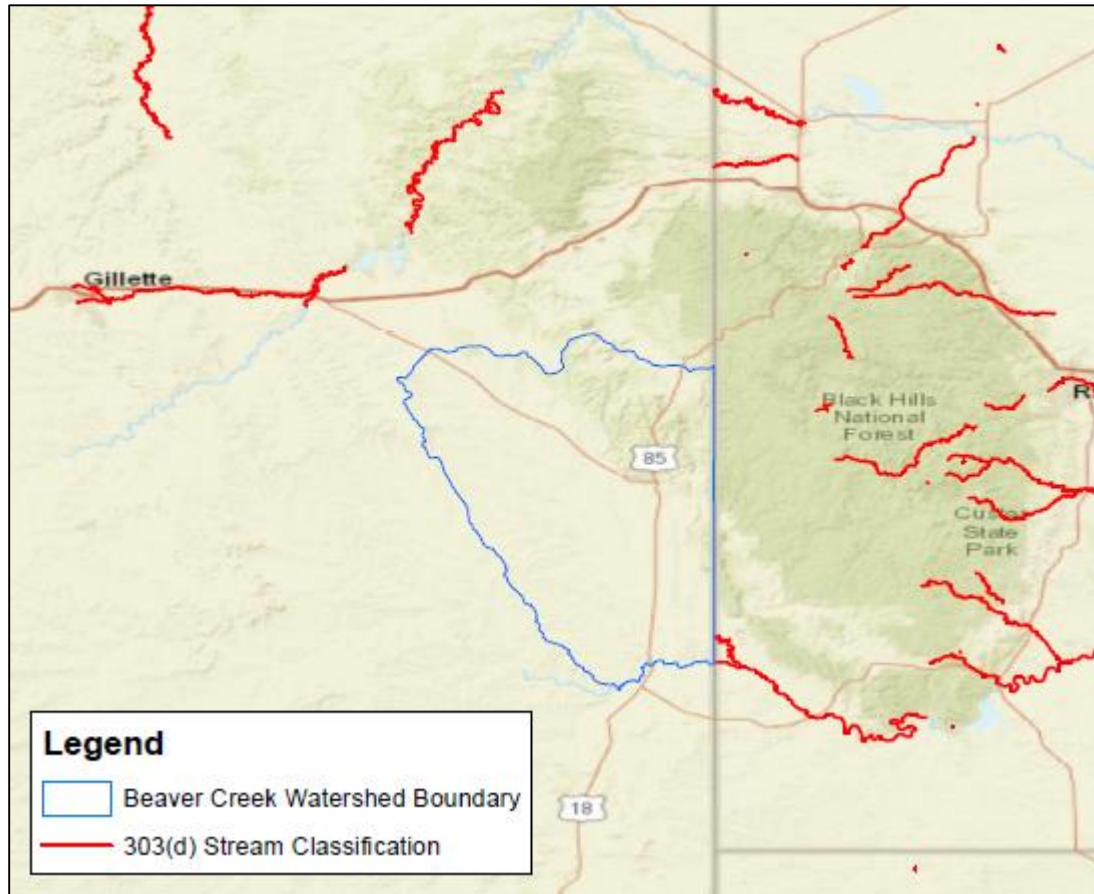 Gillette
85
Black Hills
National
Forest
R
Custer
State
Park
18
Legend
Beaver Creek Watershed Boundary
303(d) Stream Classification